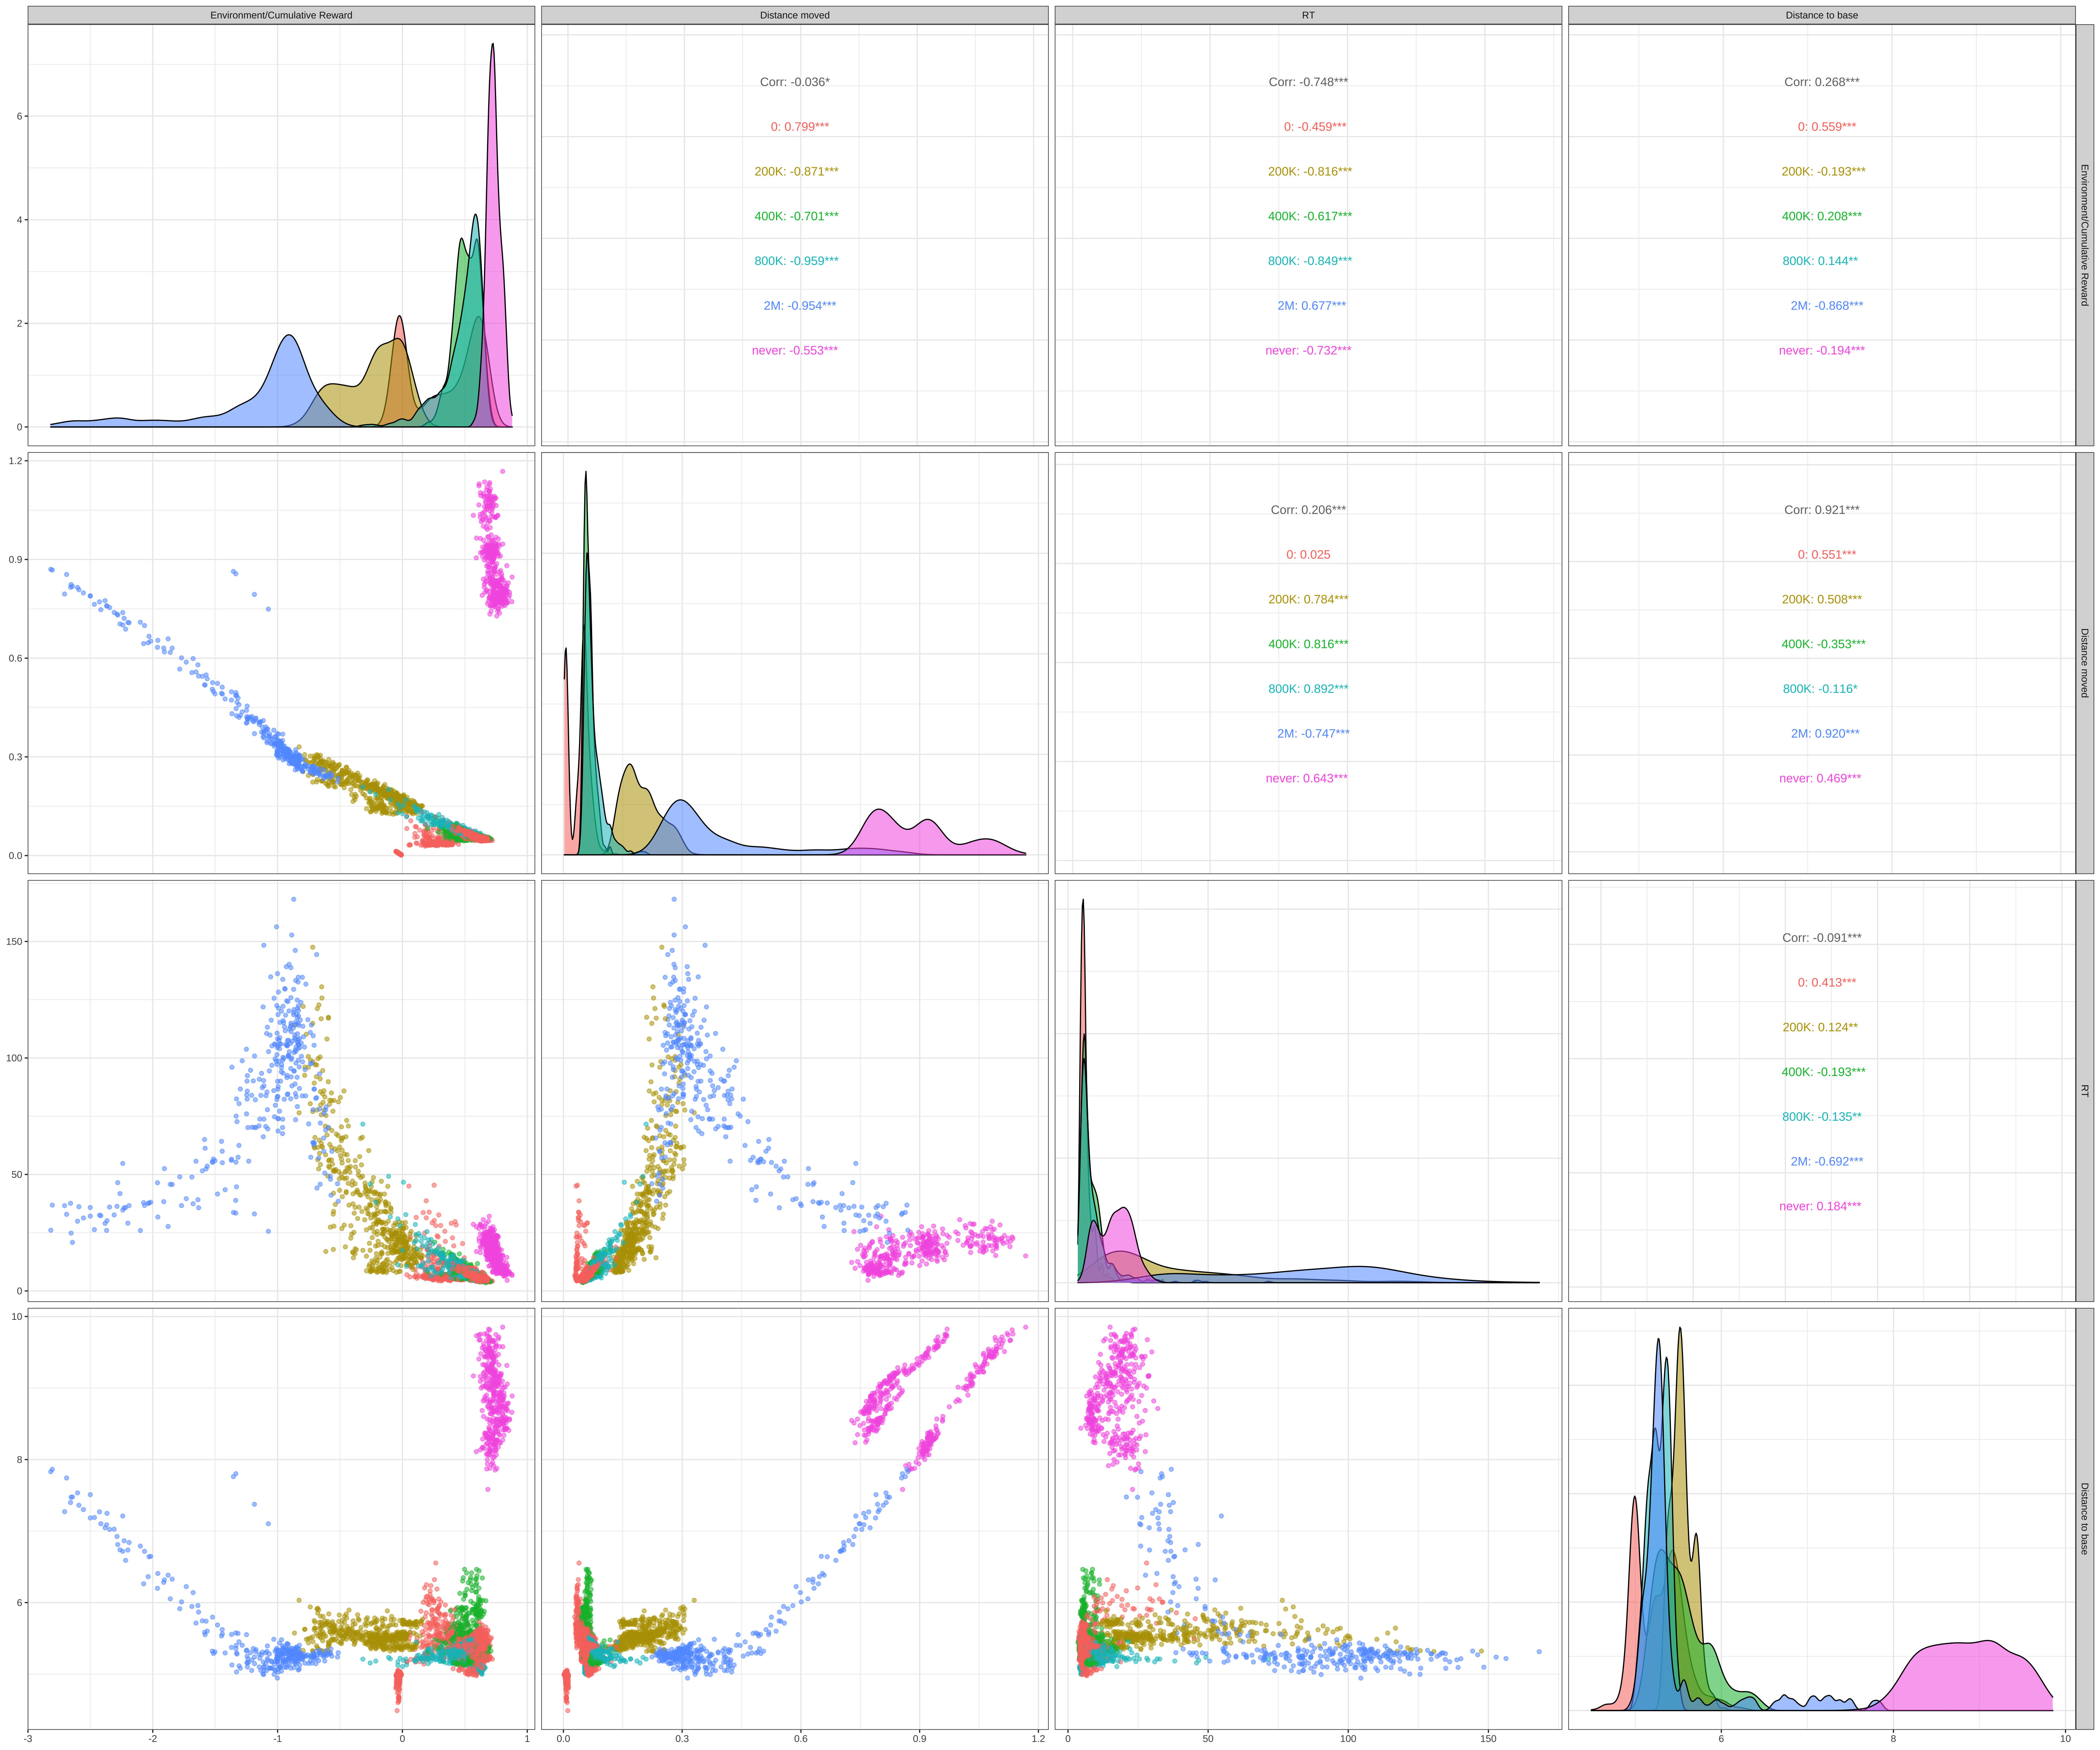 Environment/Cumulative Reward
Distance moved
RT
Distance to base
6
4
2
0
Corr: -0.036*
0: 0.799***
200K: -0.871***
400K: -0.701***
800K: -0.959***
2M: -0.954***
never: -0.553***
Corr: -0.748***
0: -0.459***
200K: -0.816***
400K: -0.617***
800K: -0.849***
2M: 0.677***
never: -0.732***
Corr: 0.268***
0: 0.559***
200K: -0.193***
400K: 0.208***
800K: 0.144**
2M: -0.868***
never: -0.194***
Environment/Cumulative Reward
1.2
0.9
0.6
0.3
0.0
Corr: 0.206***
0: 0.025
200K: 0.784***
400K: 0.816***
800K: 0.892***
2M: -0.747***
never: 0.643***
Corr: 0.921***
0: 0.551***
200K: 0.508***
400K: -0.353***
800K: -0.116*
2M: 0.920***
never: 0.469***
Distance moved
150
100
50
0
Corr: -0.091***
0: 0.413***
200K: 0.124**
400K: -0.193***
800K: -0.135**
2M: -0.692***
never: 0.184***
RT
10
8
6
Distance to base
-3
-2
-1
0
1
0.0
0.3
0.6
0.9
1.2
0
50
100
150
6
8
10